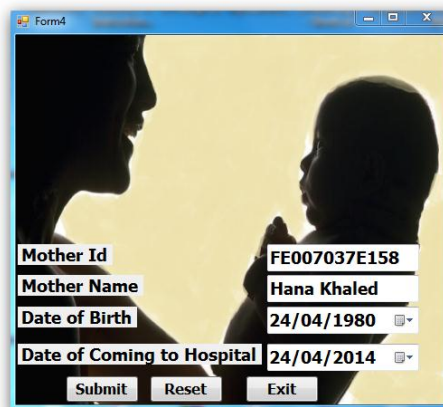 Form4
Mother Id FE007037E158
Mother Name Hana Khaled
Date of Birth 24/04/1980
Date of Coming to Hospital 24/04/2014
Submit Reset Exit